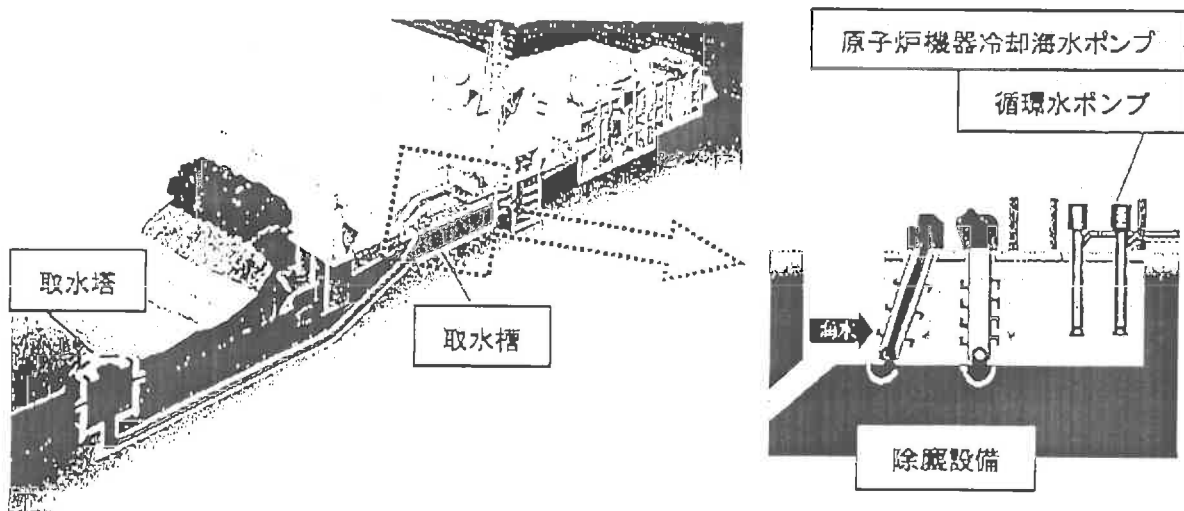 取水塔
取水槽
原子炉機器冷却海水ポンプ
循環水ポンプ
海水
除塵設備